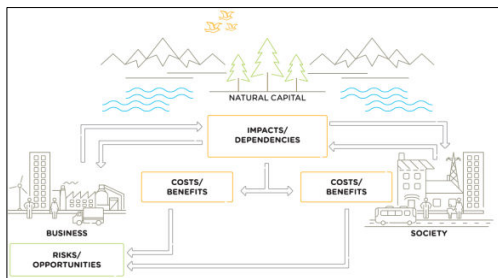 NATURAL CAPITAL
IMPACTS/
DEPENDENCIES
COSTS/
BENEFITS
COSTS/
BENEFITS
BUSINESS
SOCIETY
RISKS/
OPPORTUNITIES